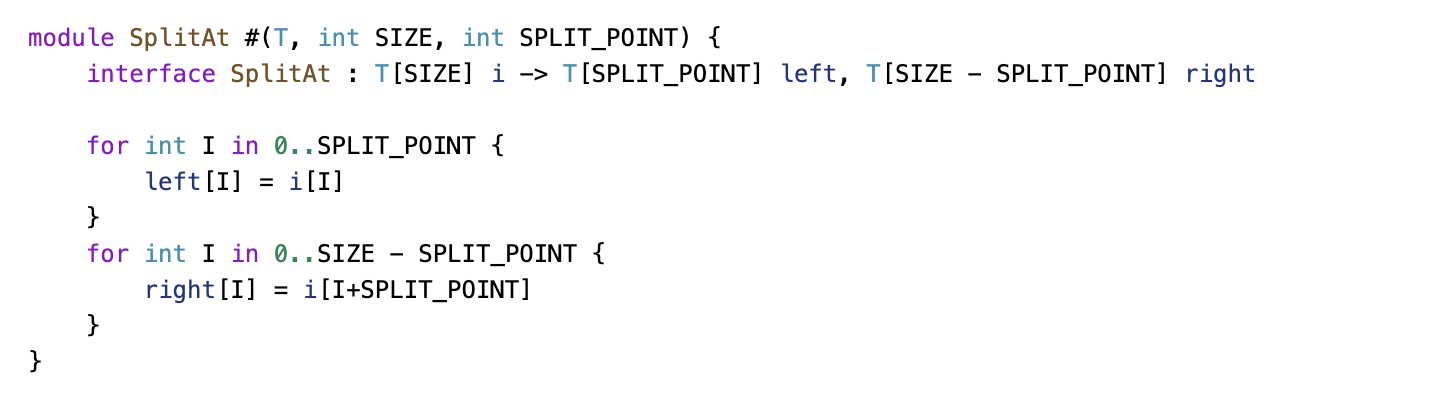 module SplitAt #(T, int SIZE, int SPLIT_POINT) {
    interface SplitAt : T[SIZE] i -> T[SPLIT_POINT] left, T[SIZE - SPLIT_POINT] right

    for int I in 0..SPLIT_POINT {
        left[I] = i[I]
    }
    for int I in 0..SIZE - SPLIT_POINT {
        right[I] = i[I+SPLIT_POINT]
    }
}